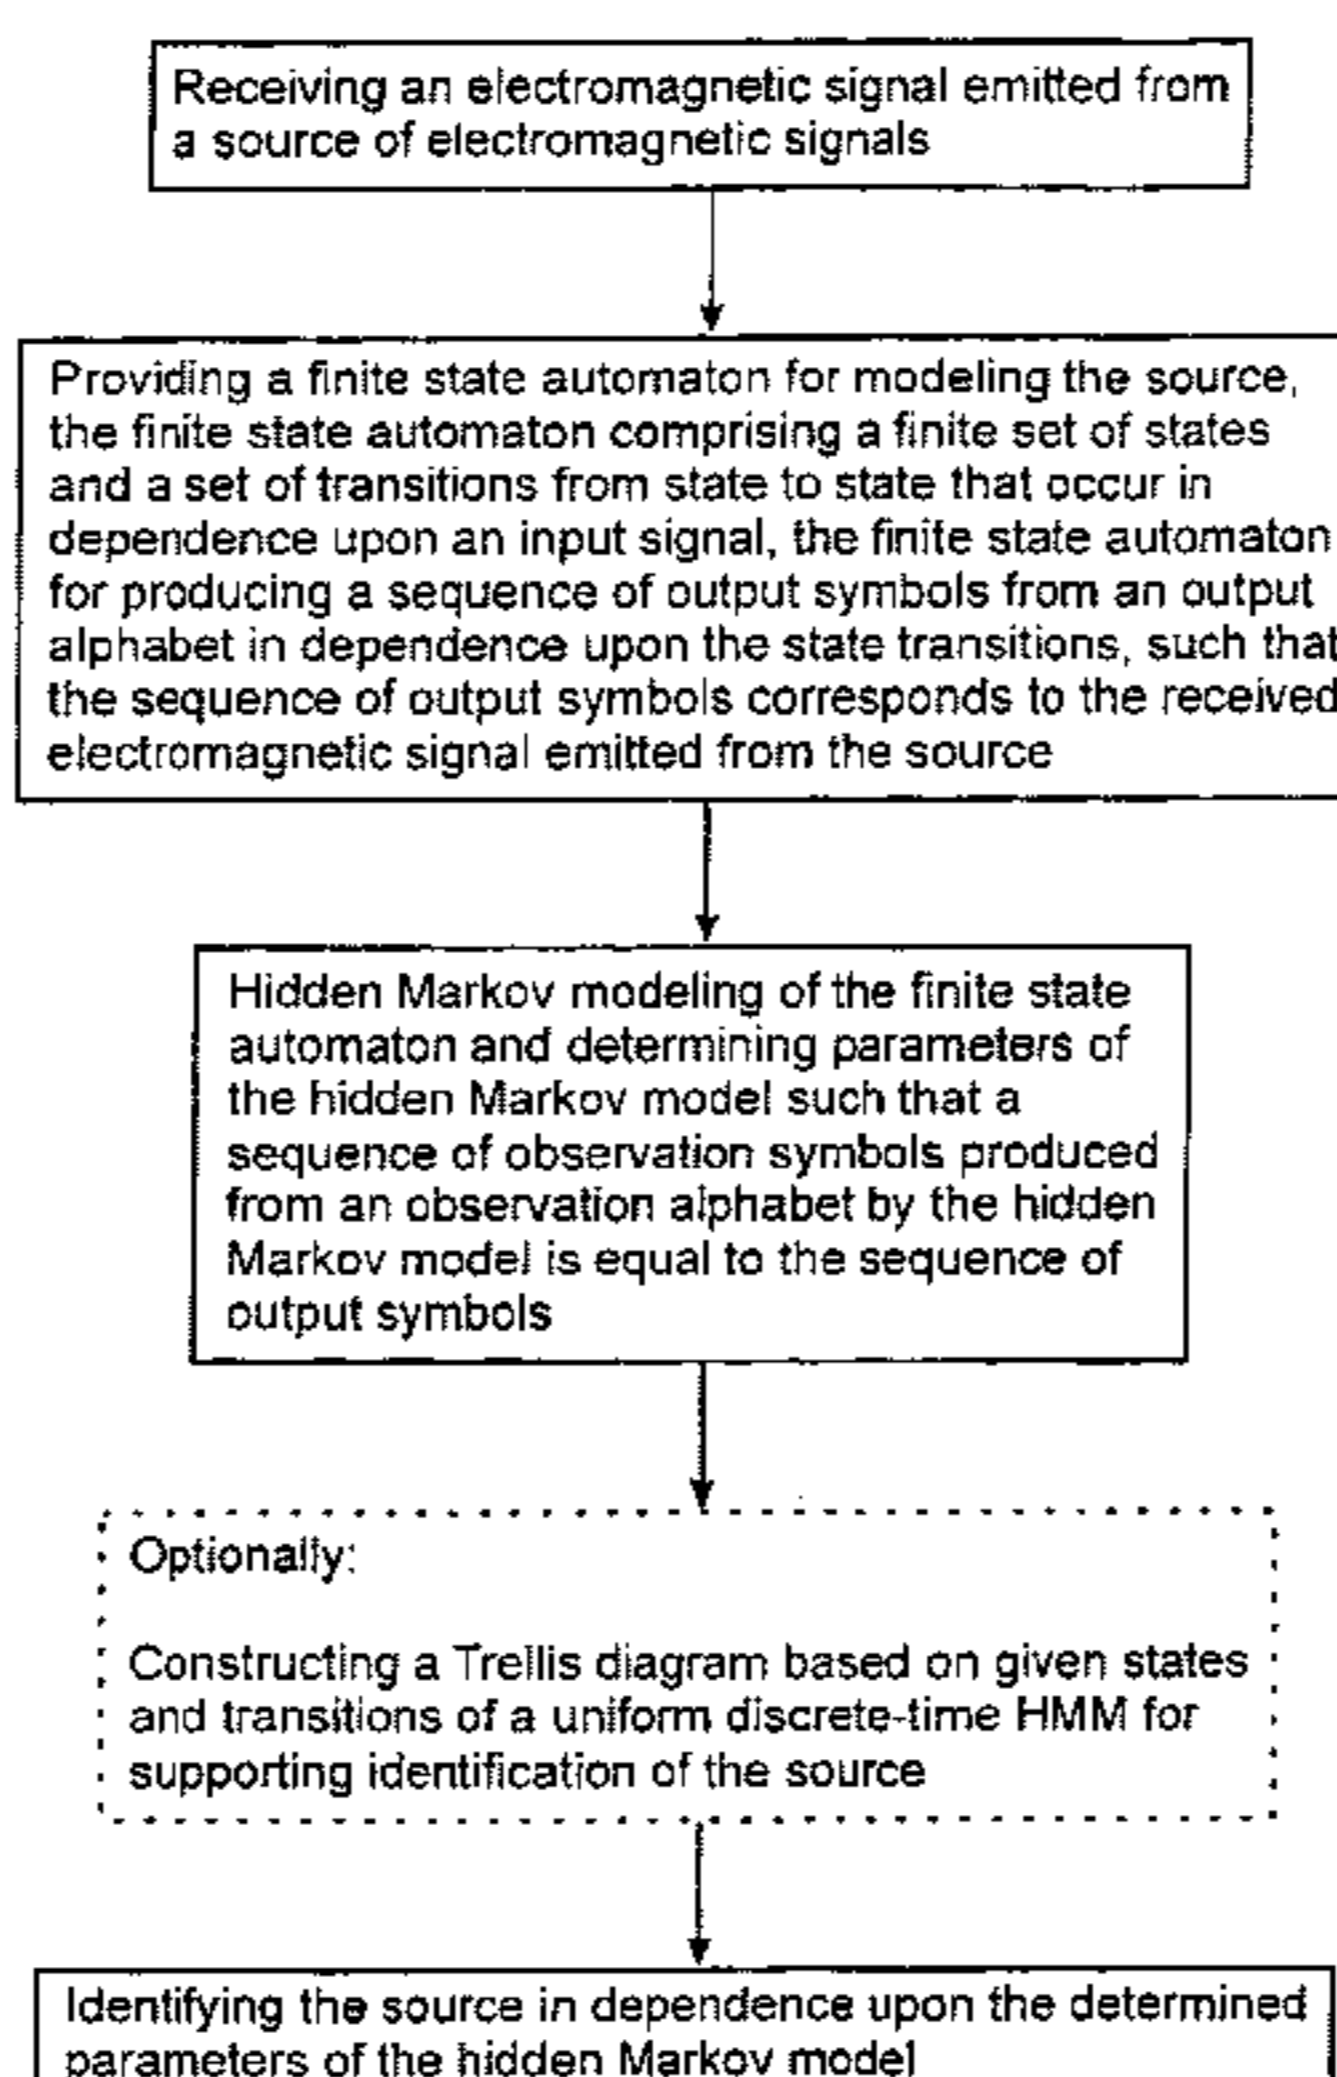 Receiving an electromagnetic signal emitted from
a source of electromagnetic signals
Providing a finite state automaton for modeling the source,
the finite state automaton comprising a finite set of states
and a set of transitions from state to state that occur in
dependence upon an input signal, the finite state automaton
for producing a sequence of output symbols from an output
alphabet in dependence upon the state transitions, such that
the sequence of output symbols corresponds to the received
electromagnetic signal emitted from the source
Hidden Markov modeling of the finite state
automaton and determining parameters of
the hidden Markov model such that a
sequence of observation symbols produced
from an observation alphabet by the hidden
Markov model is equal to the sequence of
output symbols
Optionally:
Constructing a Trellis diagram based on given states
and transitions of a uniform discrete-time HMM for
supporting identification of the source
Identifying the source in dependence upon the determined
parameters of the hidden Markov model